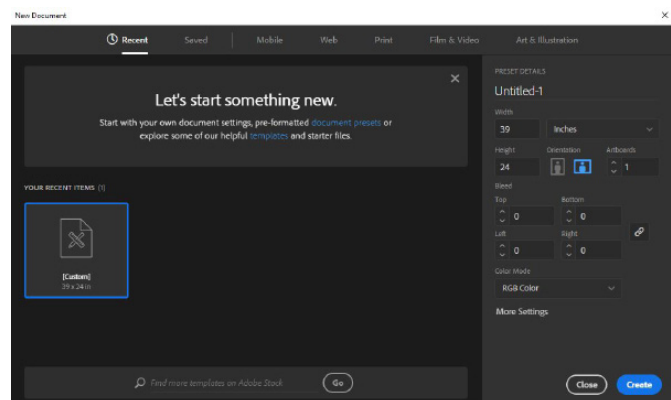 New Document
Recent Saved Mobile Web Print Film & Video Art & Illustration
Let's start something new.
Start with your own document settings, pre-formatted document presets or
explore some of our helpful templates and starter files.
YOUR RECENT ITEMS (1)
[Custom]
39 x 24 in
Find more templates on Adobe Stock
Go
PRESET DETAILS
Untitled-1
Width
39 Inches
Height Orientation Artboards
24 1
Bleed
Top Bottom
0 0
Left Right
0 0
Color Mode
RGB Color
More Settings
Close Create